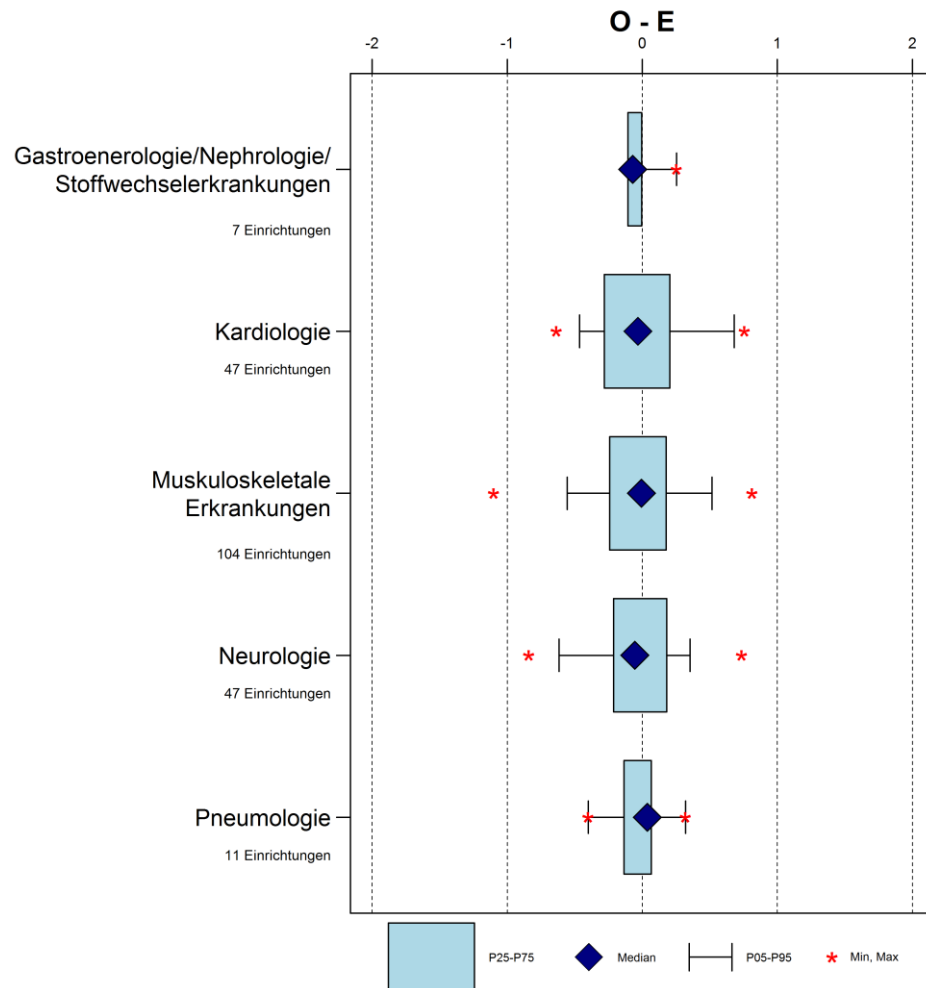 O - E
-2 -1 0 1 2
Gastroenerologie/Nephrologie/
Stoffwechselerkrankungen
7 Einrichtungen
Kardiologie
47 Einrichtungen
Muskuloskeletale
Erkrankungen
104 Einrichtungen
Neurologie
47 Einrichtungen
Pneumologie
11 Einrichtungen
P25-P75 Median P05-P95 Min, Max